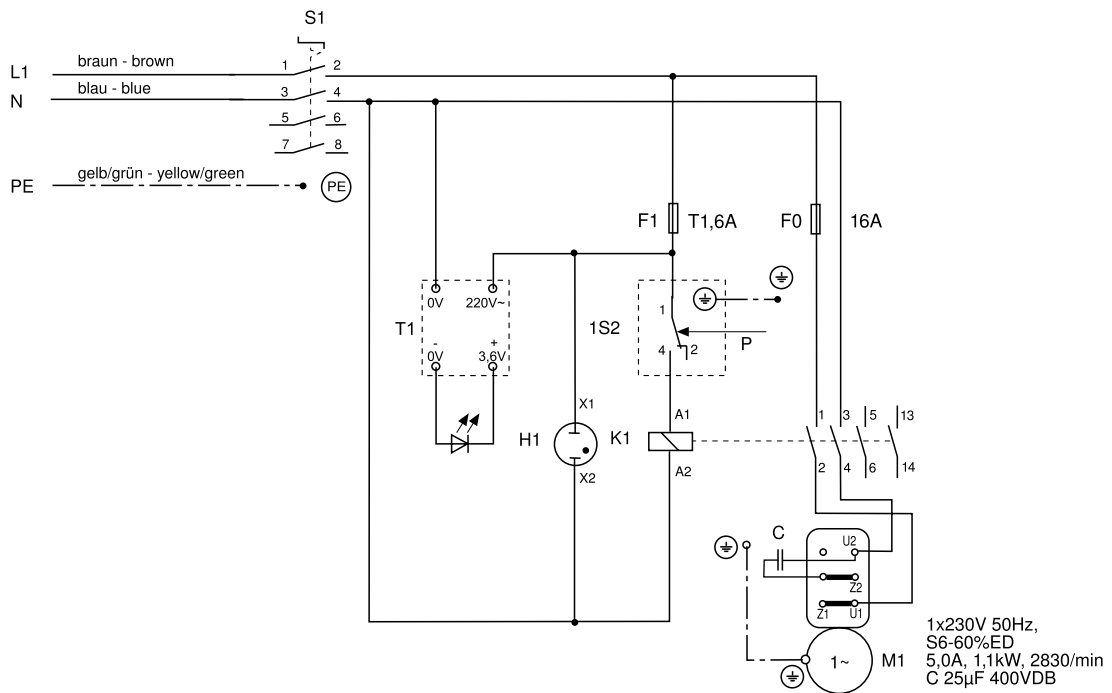 S1
braun - brown
L1
1
2
blau - blue
N
3
4
5
6
7
8
gelb/grün - yellow/green
PE
PE
F1
T1,6A
F0
16A
0V
220V~
T1
-
+
0V
3,6V
1S2
1
4
2
P
X1
H1
X2
K1
A1
A2
1
3
5
13
2
4
6
14
C
U2
Z2
Z1
U1
1~
M1
1x230V 50Hz,
S6-60%ED
5,0A, 1,1kW, 2830/min
C 25µF 400VDB